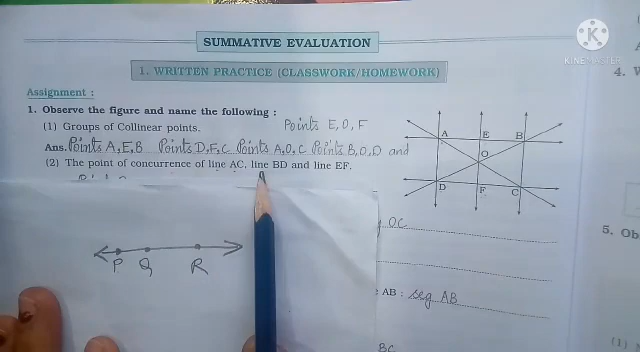 SUMMATIVE EVALUATION
K
KINEMASTER
1. WRITTEN PRACTICE (CLASSWORK/HOMEWORK)
4.
Assignment :
1. Observe the figure and name the following :
(1) Groups of Collinear points. Points E, O, F
Ans. Points A, E, B Points D, F, C Points A, O, C Points B, O, D and
(2) The point of concurrence of line AC, line BD and line EF.
A E B
O
D F C
OC
5. Ob
P Q R
AB : seg AB
BC
(1)